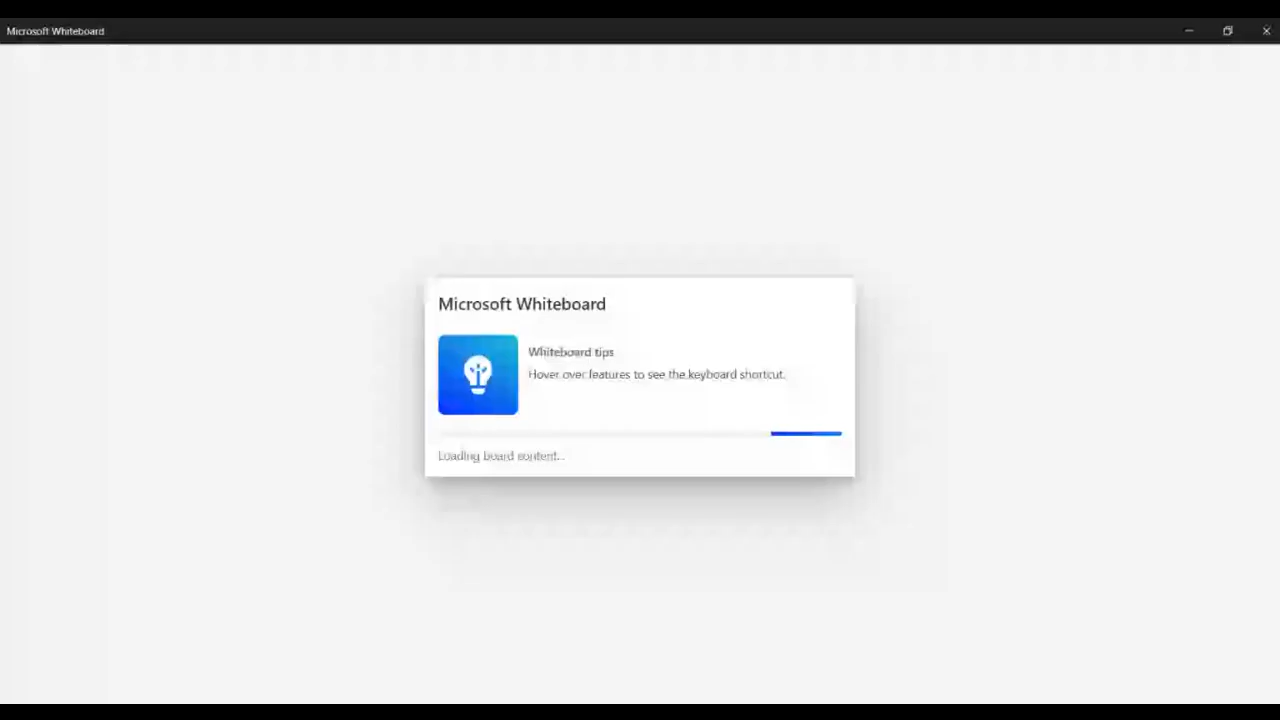 Microsoft Whiteboard
Microsoft Whiteboard
Whiteboard tips
Hover over features to see the keyboard shortcut.
Loading board content...